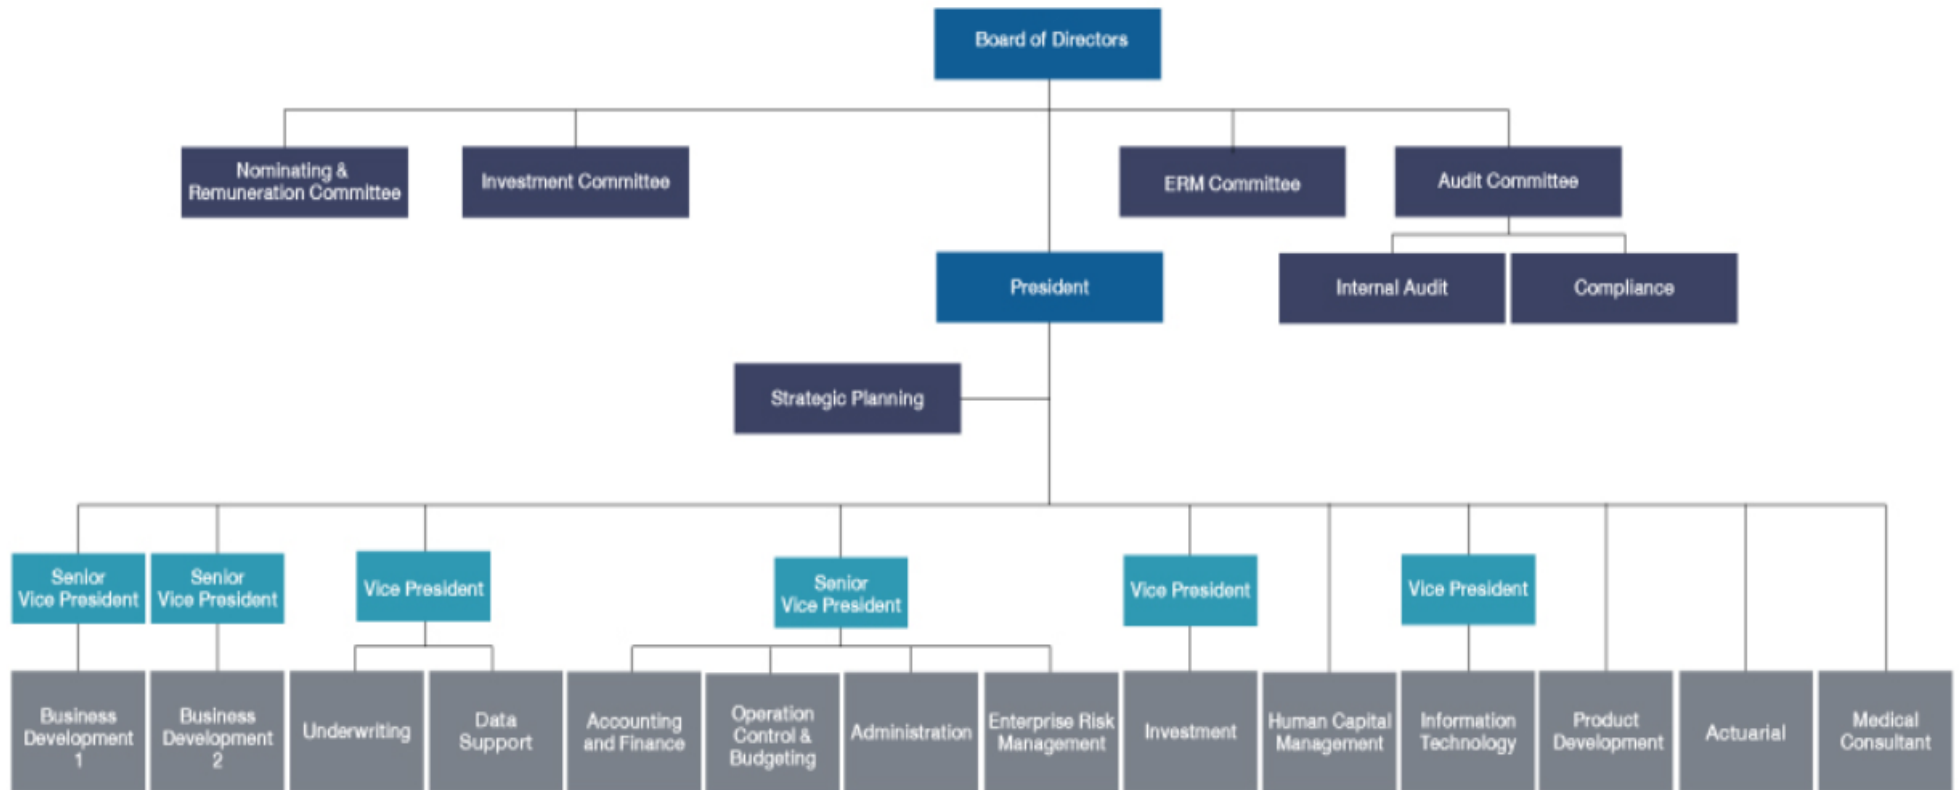 Board of Directors
Nominating &
Remuneration Committee
Investment Committee
ERM Committee
Audit Committee
President
Internal Audit
Compliance
Strategic Planning
Senior
Vice President
Senior
Vice President
Vice President
Senior
Vice President
Vice President
Vice President
Business
Development
1
Business
Development
2
Underwriting
Data
Support
Accounting
and Finance
Operation
Control &
Budgeting
Administration
Enterprise Risk
Management
Investment
Human Capital
Management
Information
Technology
Product
Development
Actuarial
Medical
Consultant